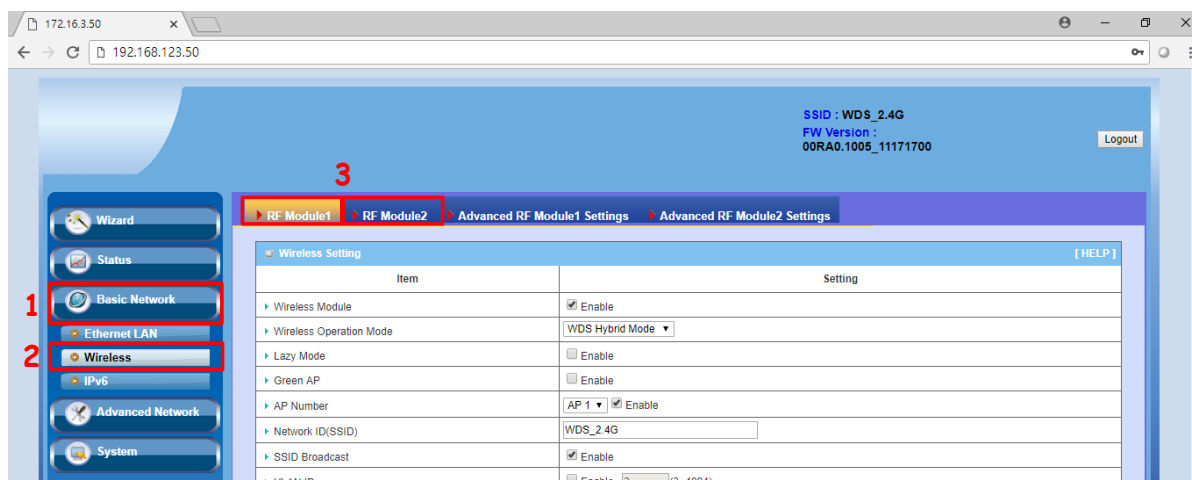 172.16.3.50 ×
192.168.123.50
SSID : WDS_2.4G
FW Version :
00RA0.1005_11171700
Logout
3
RF Module1 RF Module2 Advanced RF Module1 Settings Advanced RF Module2 Settings
Wizard
Status
1 Basic Network
Ethernet LAN
2 Wireless
IPv6
Advanced Network
System
Wireless Setting [ HELP ]
Item Setting
Wireless Module Enable
Wireless Operation Mode WDS Hybrid Mode
Lazy Mode Enable
Green AP Enable
AP Number AP 1 Enable
Network ID(SSID) WDS_2.4G
SSID Broadcast Enable